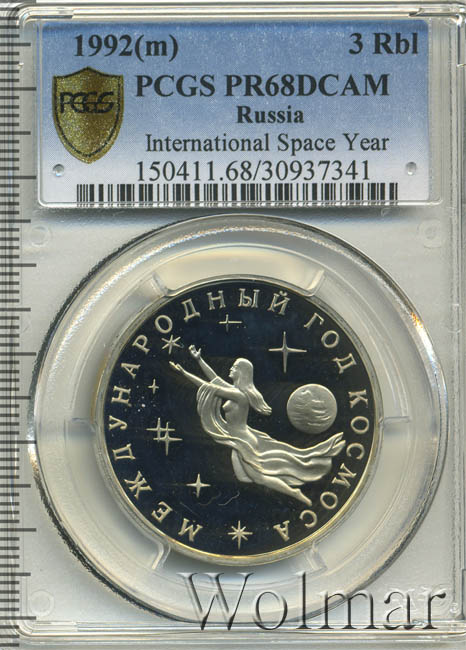 1992(m) 3 Rbl
PCGS PCGS PR68DCAM
Russia
International Space Year
150411.68/30937341
МЕЖДУНАРОДНЫЙ ГОД КОСМОСА
Wolmar